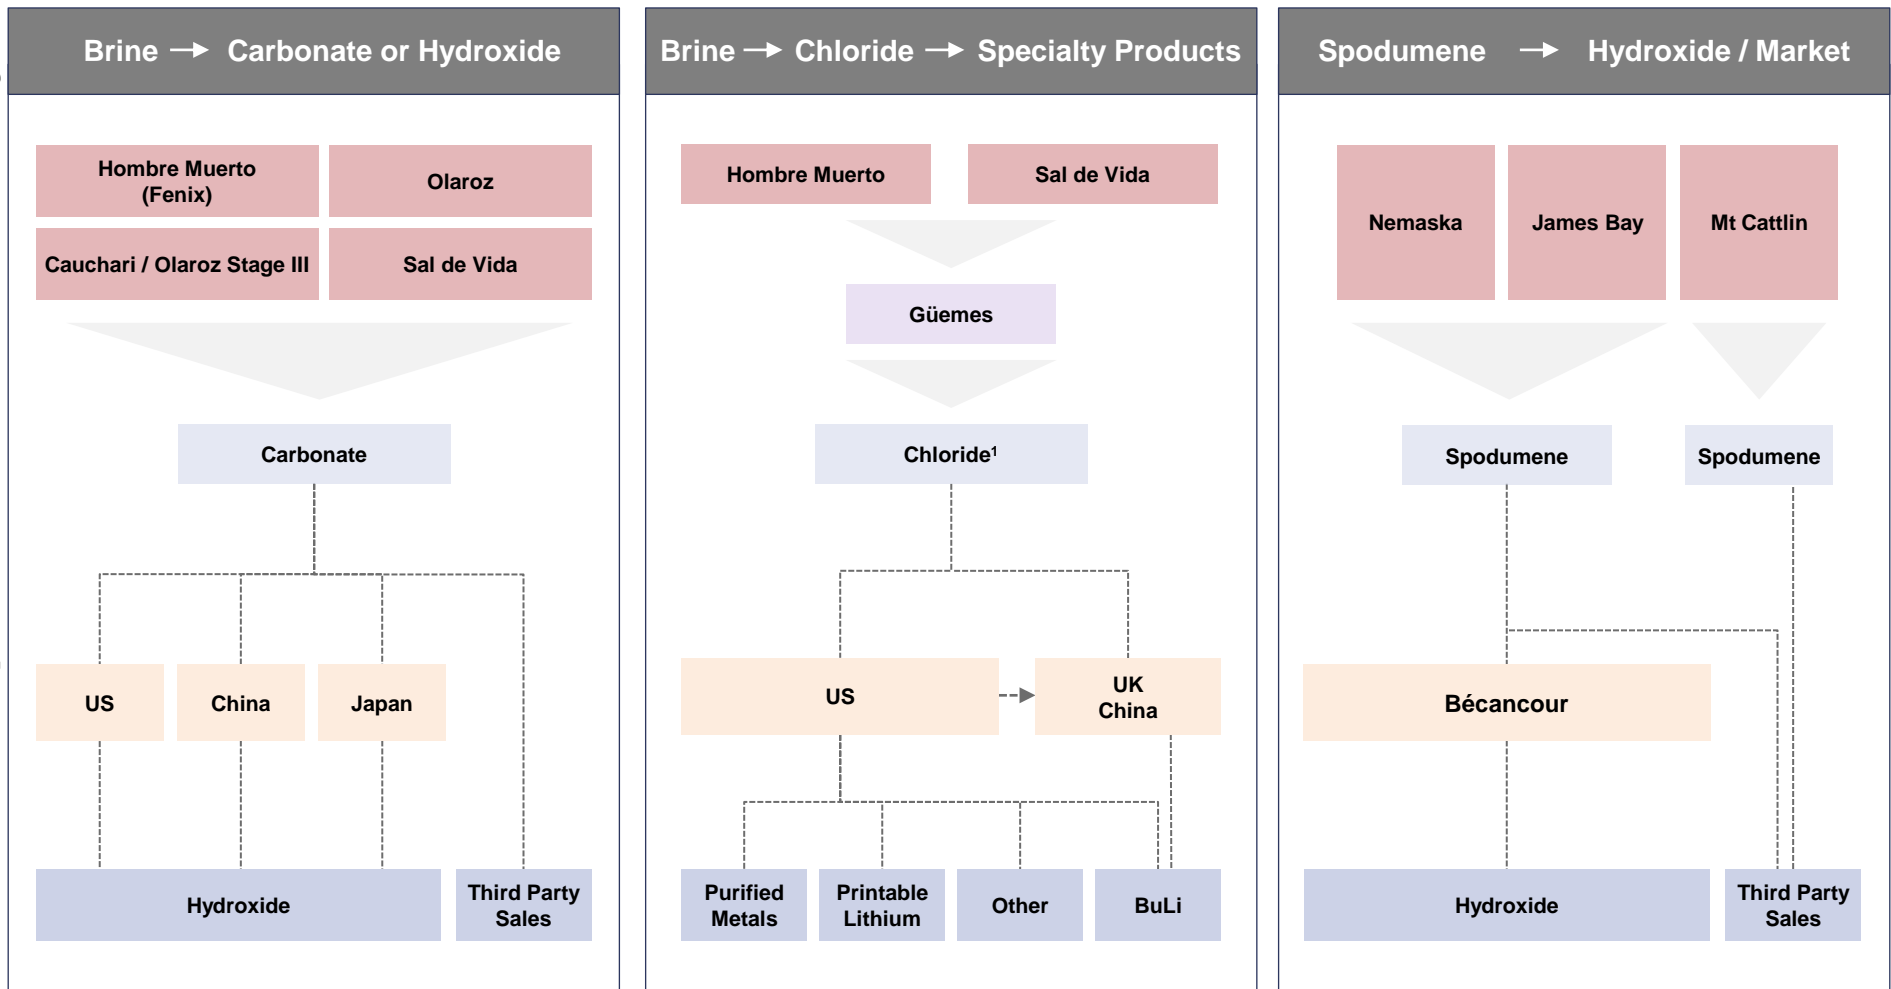 Brine → Carbonate or Hydroxide
Hombre Muerto
(Fenix)
Olaroz
Cauchari / Olaroz Stage III
Sal de Vida
Carbonate
US
China
Japan
Hydroxide
Third Party
Sales
Brine → Chloride → Specialty Products
Hombre Muerto
Sal de Vida
Güemes
Chloride¹
US
UK
China
Purified
Metals
Printable
Lithium
Other
BuLi
Spodumene → Hydroxide / Market
Nemaska
James Bay
Mt Cattlin
Spodumene
Spodumene
Bécancour
Hydroxide
Third Party
Sales